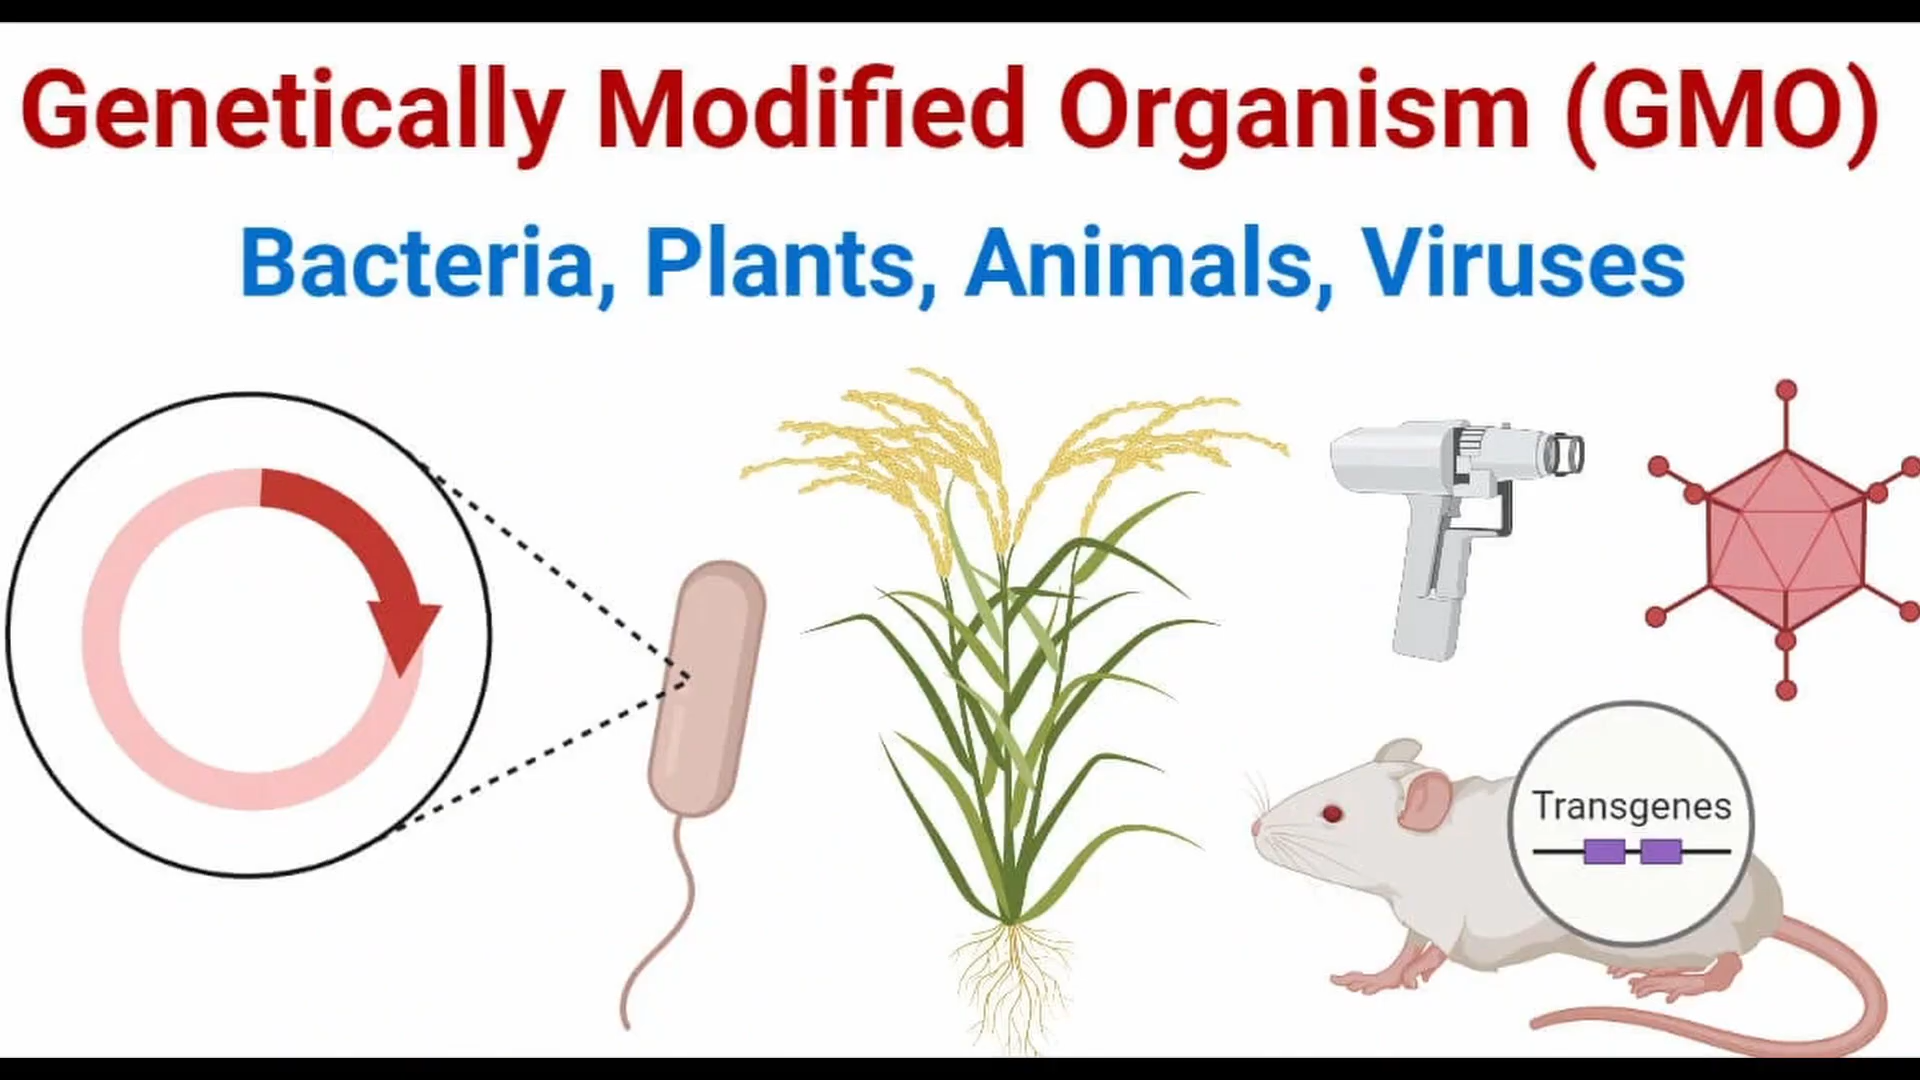 Genetically Modified Organism (GMO)
Bacteria, Plants, Animals, Viruses
Transgenes